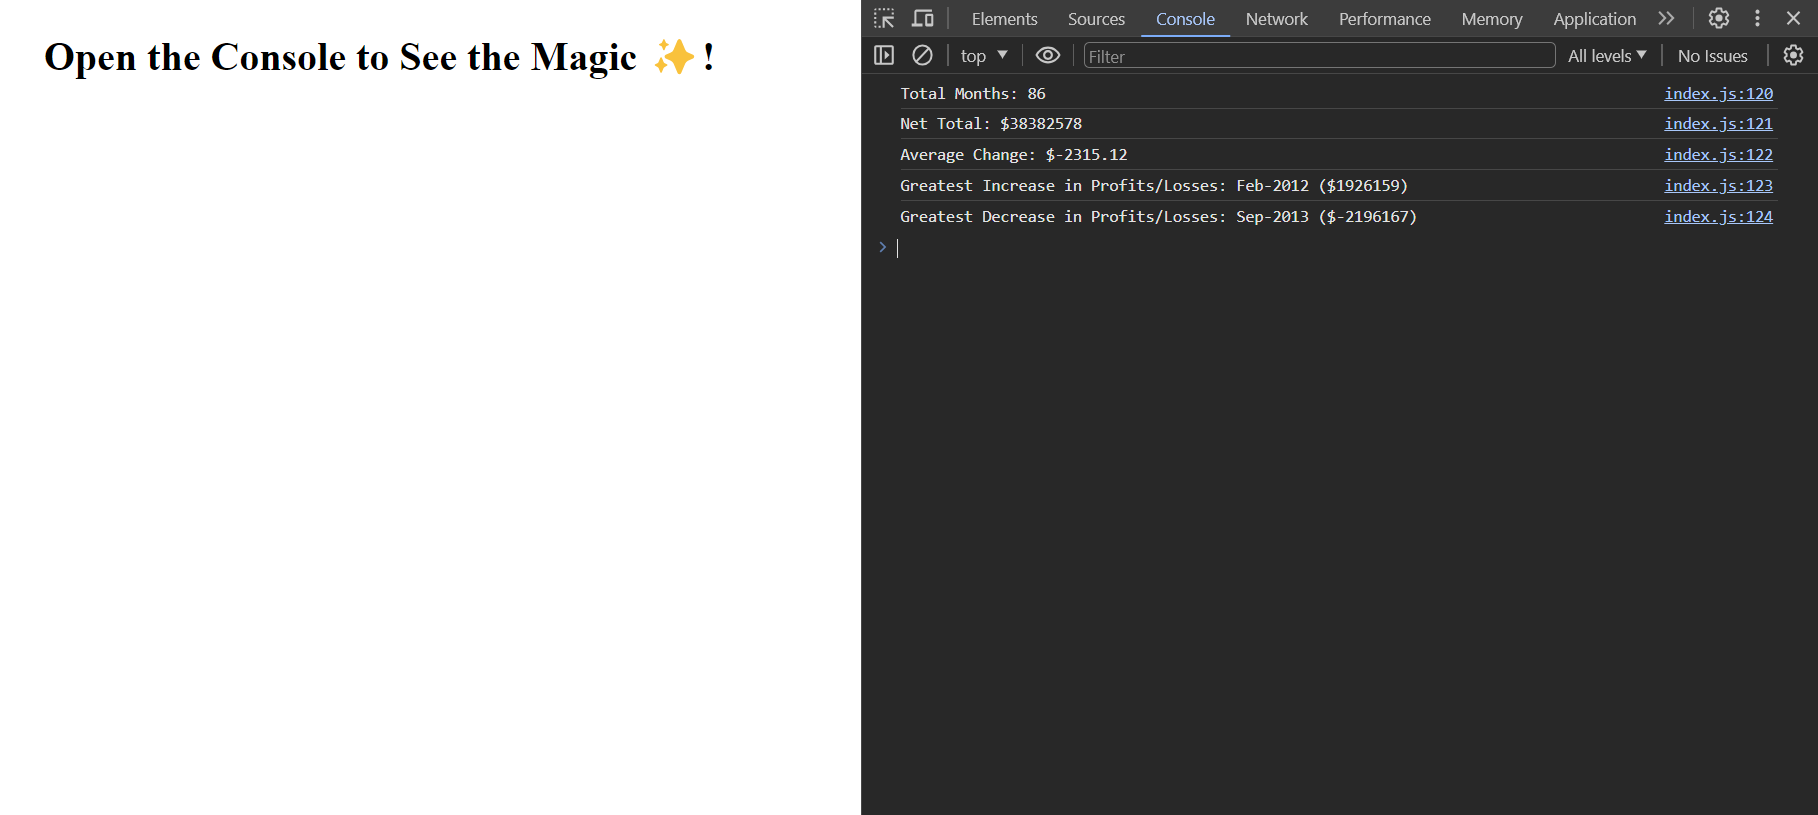 Open the Console to See the Magic ✨!
Elements Sources Console Network Performance Memory Application
top Filter All levels No Issues
Total Months: 86 index.js:120
Net Total: $38382578 index.js:121
Average Change: $-2315.12 index.js:122
Greatest Increase in Profits/Losses: Feb-2012 ($1926159) index.js:123
Greatest Decrease in Profits/Losses: Sep-2013 ($-2196167) index.js:124